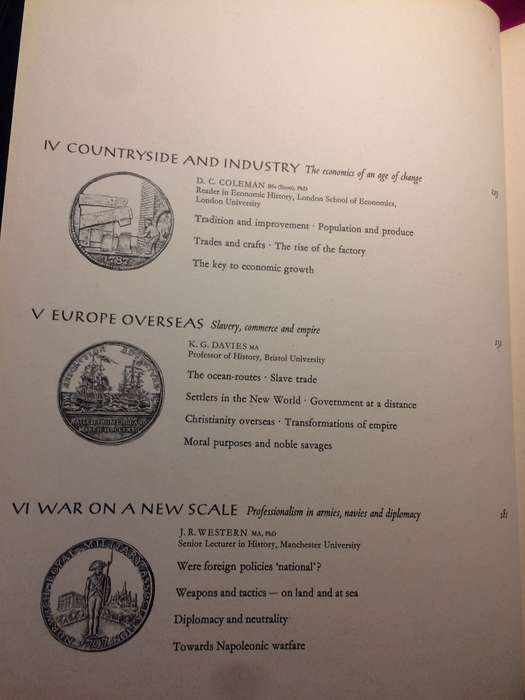 IV COUNTRYSIDE AND INDUSTRY The economics of an age of change
D. C. COLEMAN BSc (Econ), PhD
Reader in Economic History, London School of Economics,
London University
Tradition and improvement · Population and produce
Trades and crafts · The rise of the factory
The key to economic growth
1787
V EUROPE OVERSEAS Slavery, commerce and empire
K. G. DAVIES MA
Professor of History, Bristol University
The ocean-routes · Slave trade
Settlers in the New World · Government at a distance
Christianity overseas · Transformations of empire
Moral purposes and noble savages
VI WAR ON A NEW SCALE Professionalism in armies, navies and diplomacy
J. R. WESTERN MA, PhD
Senior Lecturer in History, Manchester University
Were foreign policies 'national'?
Weapons and tactics — on land and at sea
Diplomacy and neutrality
Towards Napoleonic warfare
NORWICH LOYAL MILITARY ASSOCIATION
1797